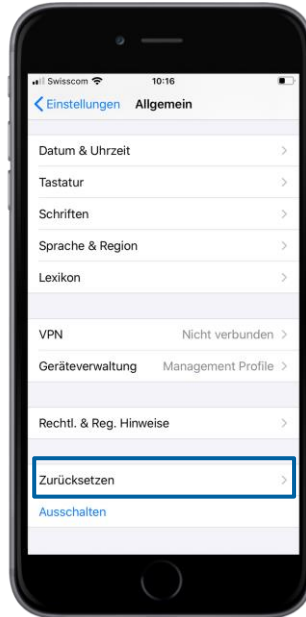 Swisscom 10:16
Einstellungen Allgemein
Datum & Uhrzeit
Tastatur
Schriften
Sprache & Region
Lexikon
VPN Nicht verbunden
Geräteverwaltung Management Profile
Rechtl. & Reg. Hinweise
Zurücksetzen
Ausschalten